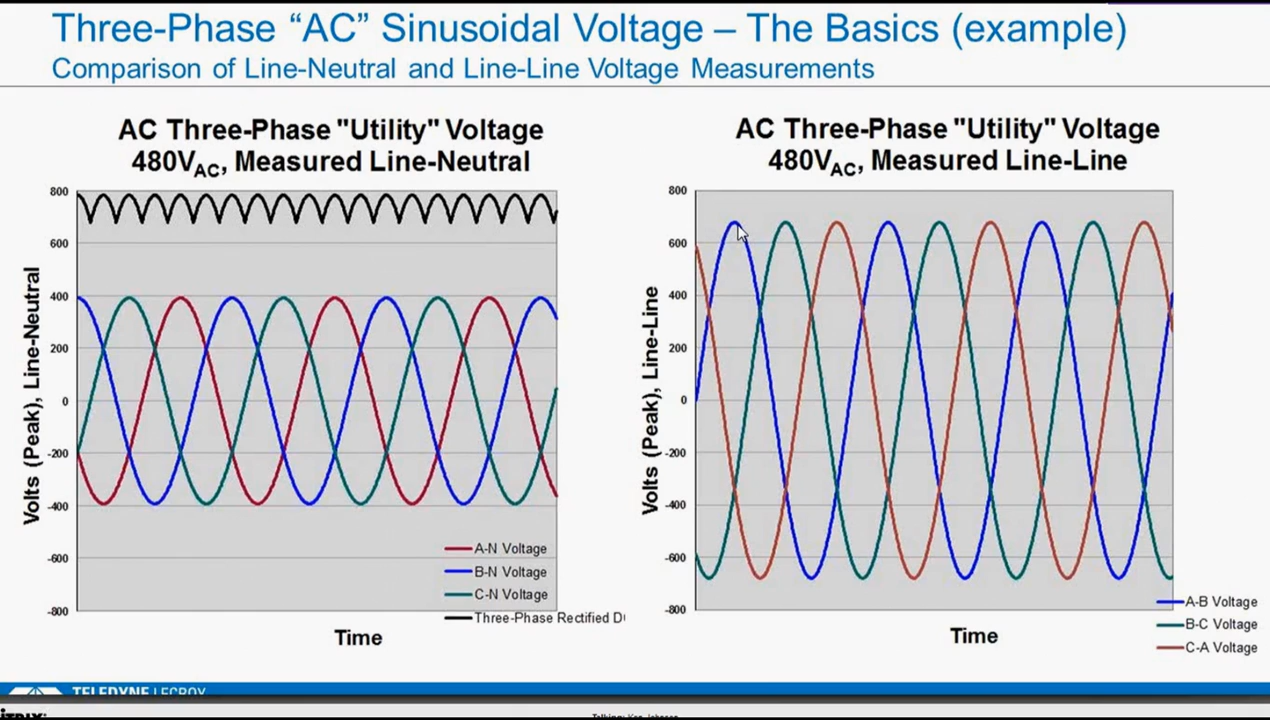 Three-Phase “AC” Sinusoidal Voltage – The Basics (example)
Comparison of Line-Neutral and Line-Line Voltage Measurements
AC Three-Phase "Utility" Voltage
480VAC, Measured Line-Neutral
800
600
400
200
0
-200
-400
-600
-800
Volts (Peak), Line-Neutral
A-N Voltage
B-N Voltage
C-N Voltage
Three-Phase Rectified D
Time
AC Three-Phase "Utility" Voltage
480VAC, Measured Line-Line
800
600
400
200
0
-200
-400
-600
-800
Volts (Peak), Line-Line
A-B Voltage
B-C Voltage
C-A Voltage
Time
TELEDYNE LECROY